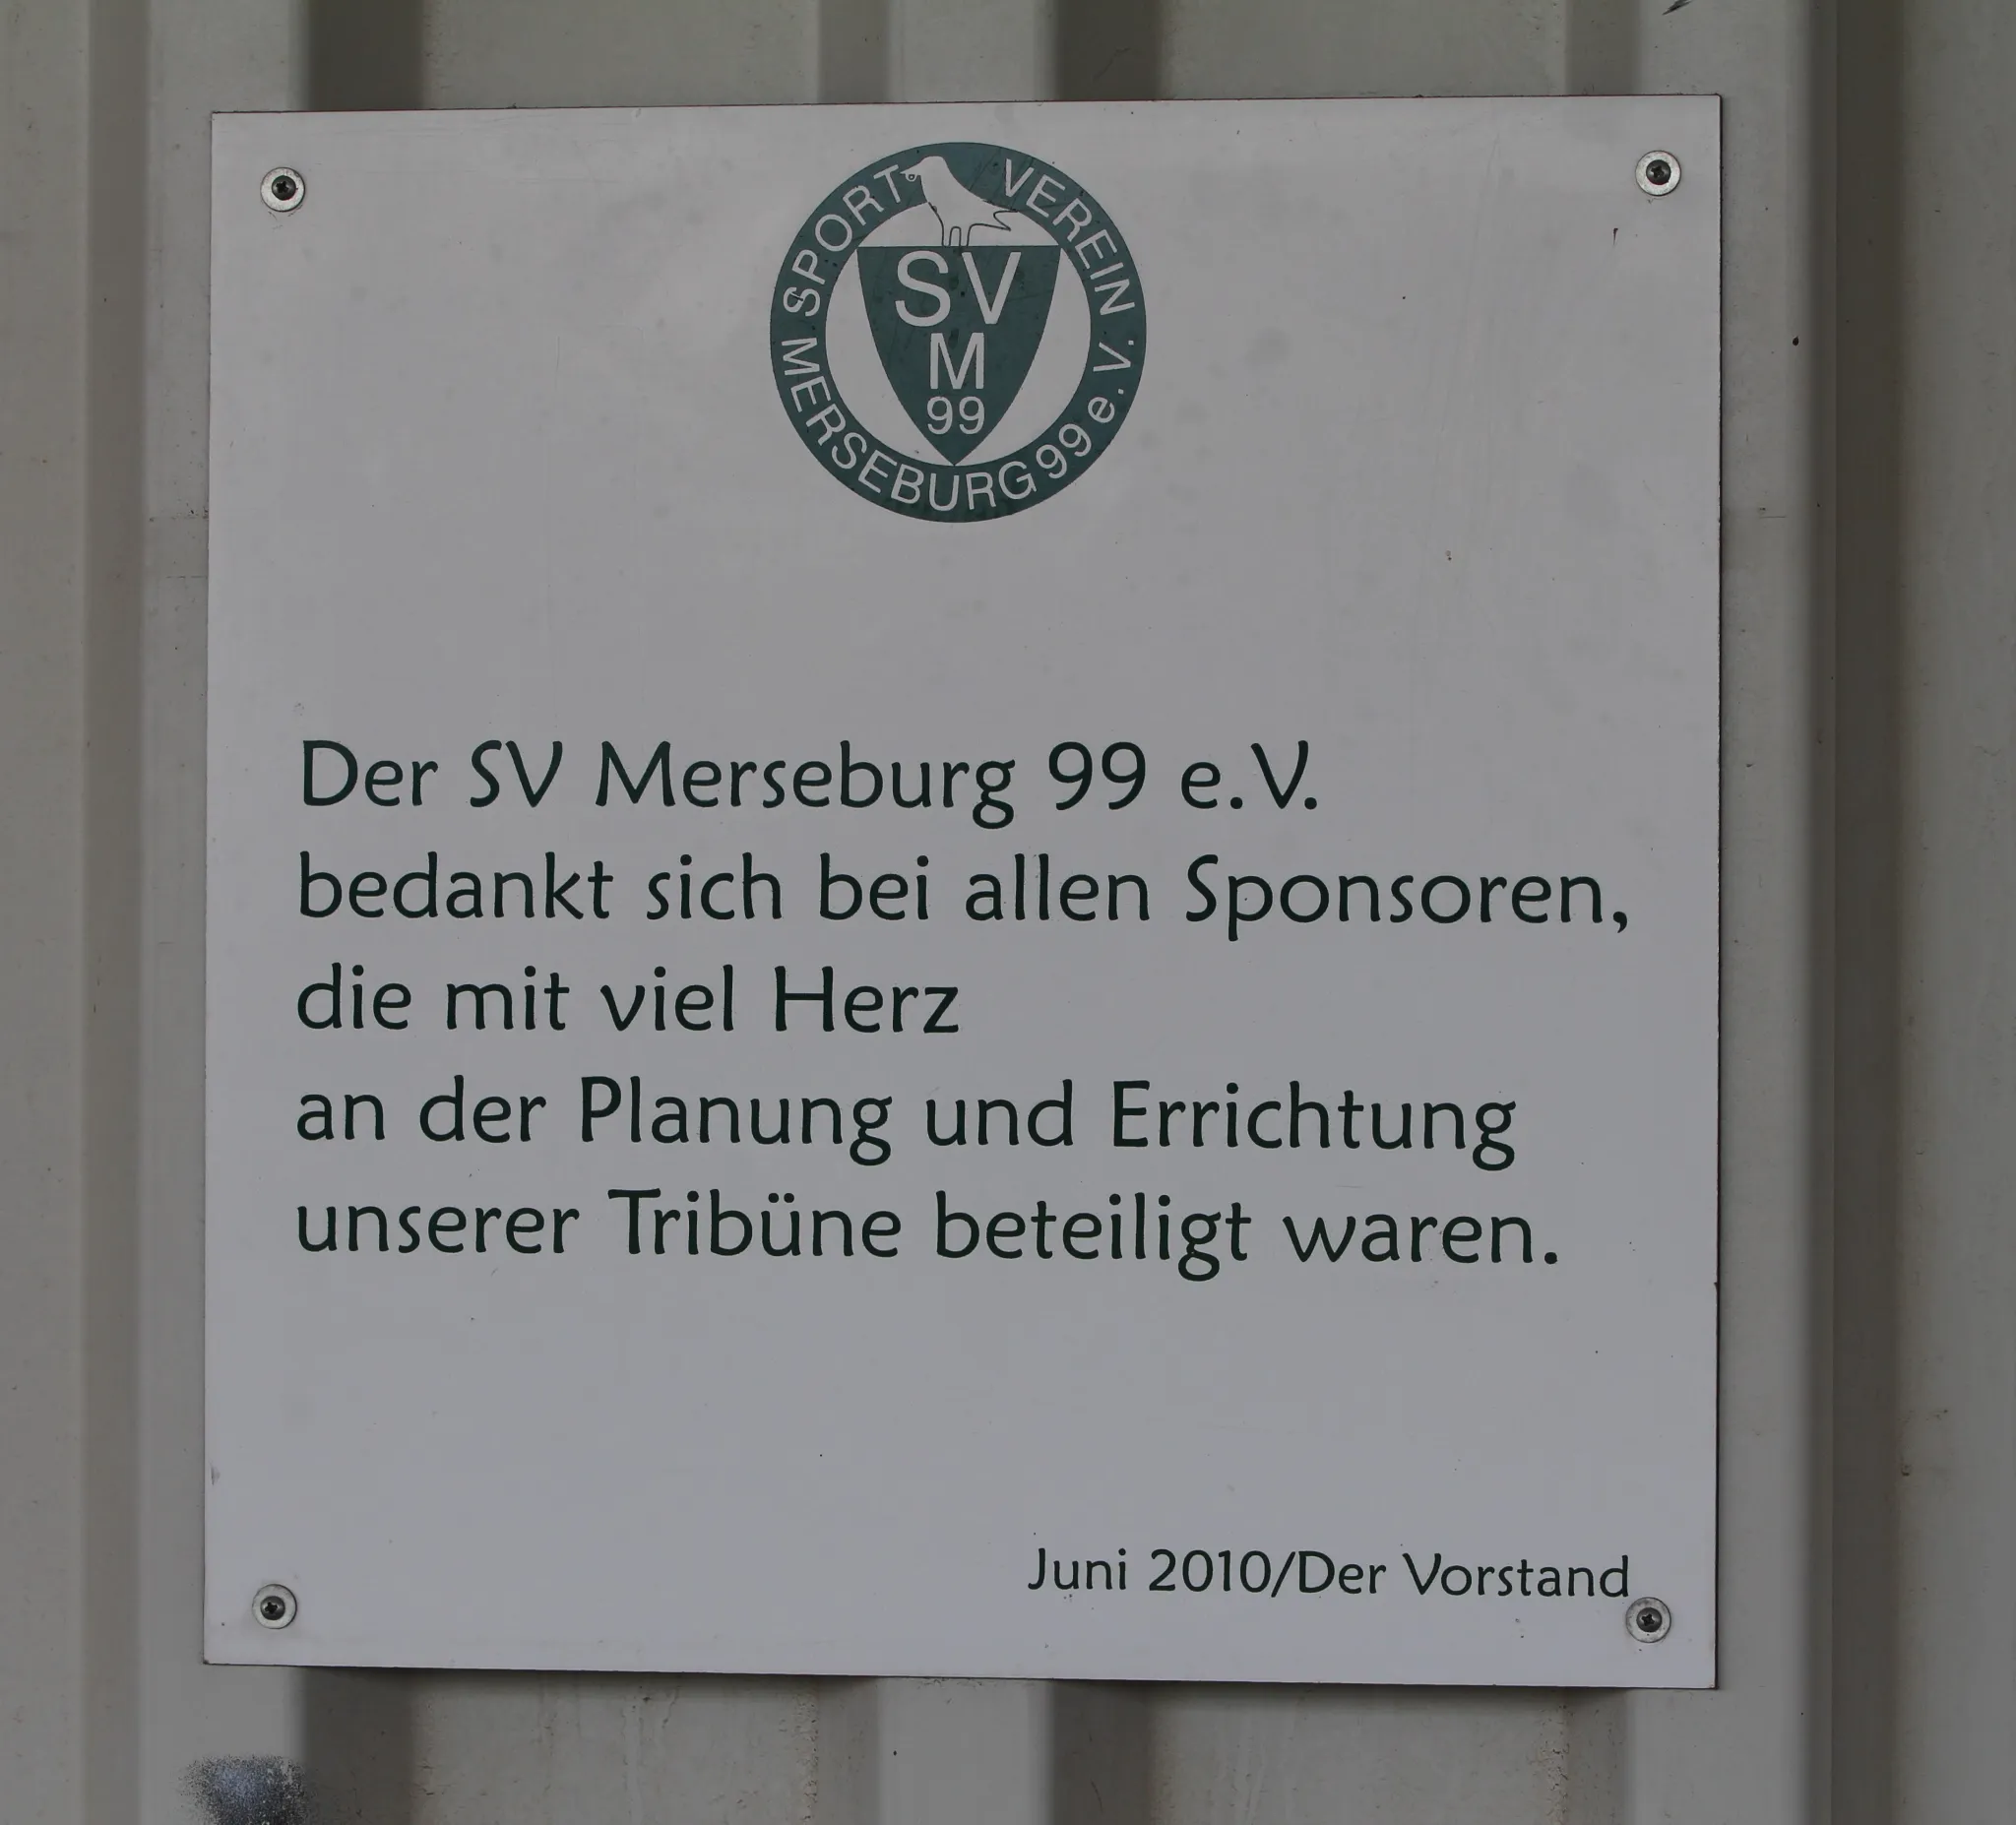 SPORT VEREIN
MERSEBURG 99 e. V.
SV
M
99
Der SV Merseburg 99 e.V.
bedankt sich bei allen Sponsoren,
die mit viel Herz
an der Planung und Errichtung
unserer Tribüne beteiligt waren.
Juni 2010/Der Vorstand